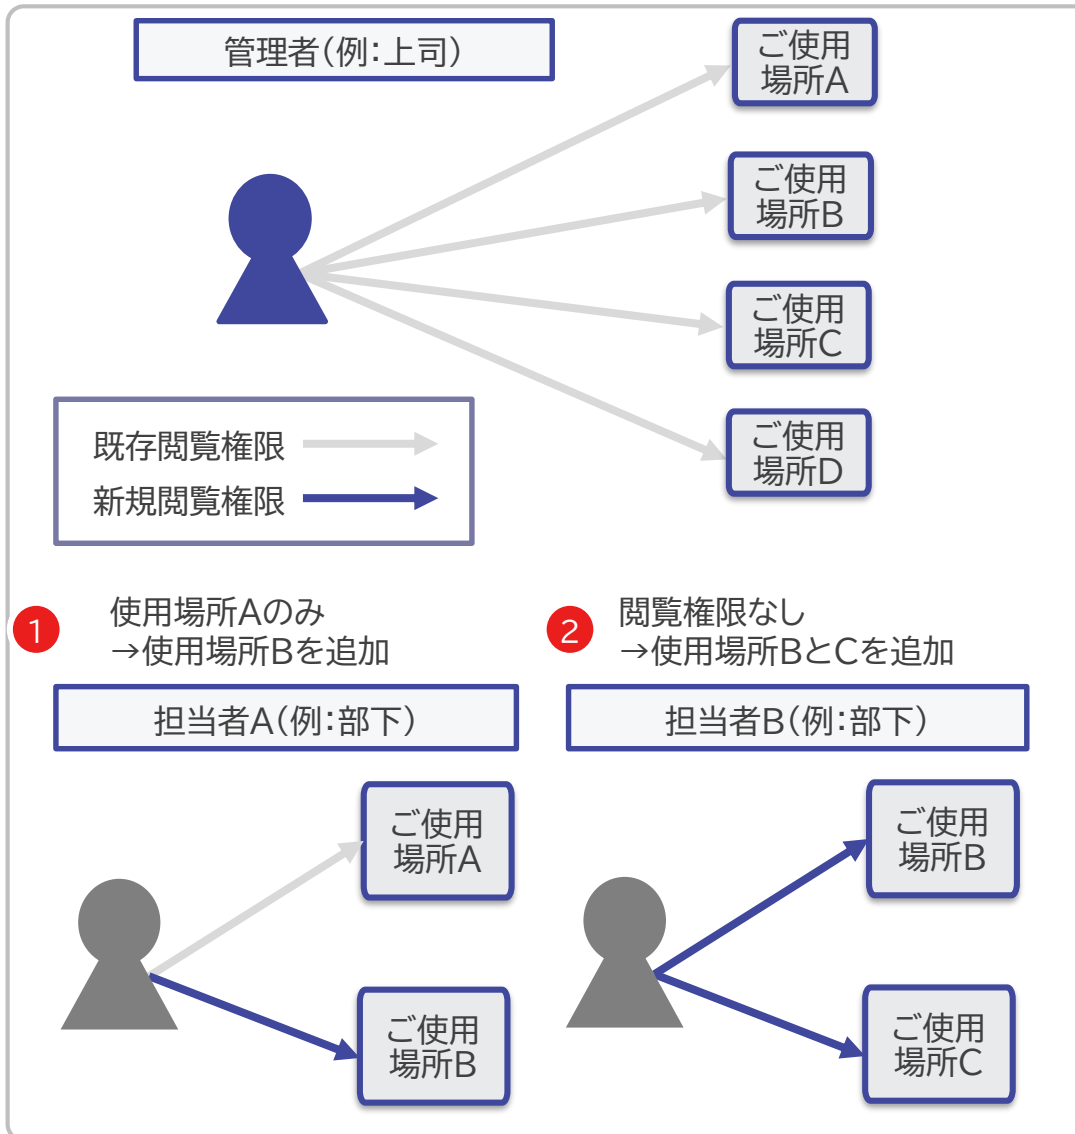 管理者(例:上司)
ご使用
場所A
ご使用
場所B
ご使用
場所C
ご使用
場所D
既存閲覧権限
新規閲覧権限
1
使用場所Aのみ
→使用場所Bを追加
担当者A(例:部下)
ご使用
場所A
ご使用
場所B
2
閲覧権限なし
→使用場所BとCを追加
担当者B(例:部下)
ご使用
場所B
ご使用
場所C